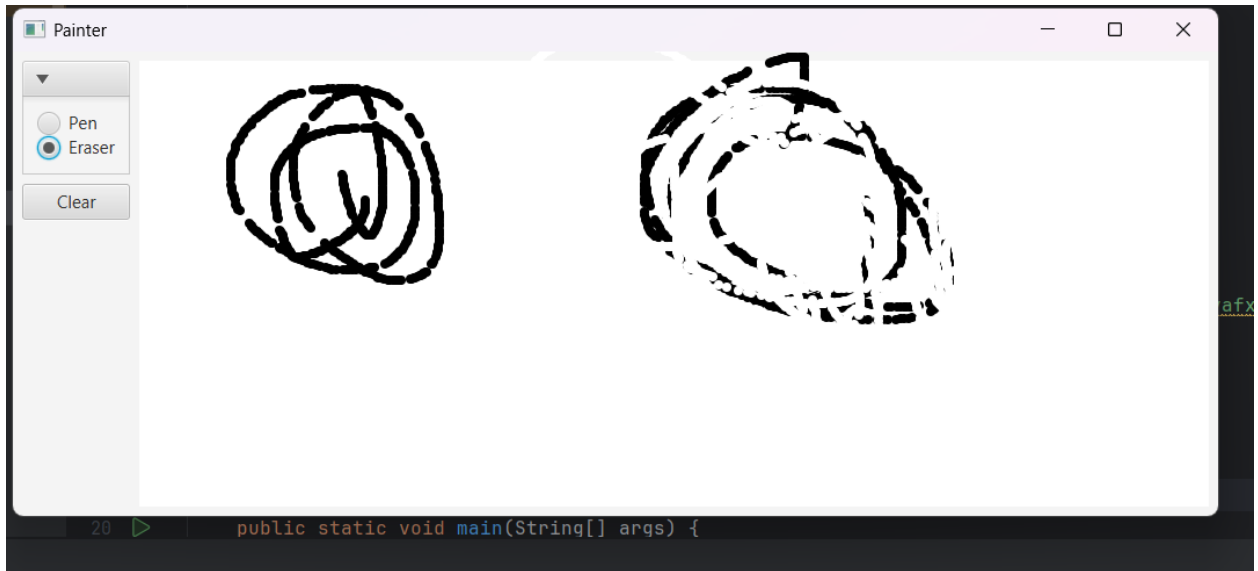 Painter
Pen
Eraser
Clear
afx
20 public static void main(String[] args) {